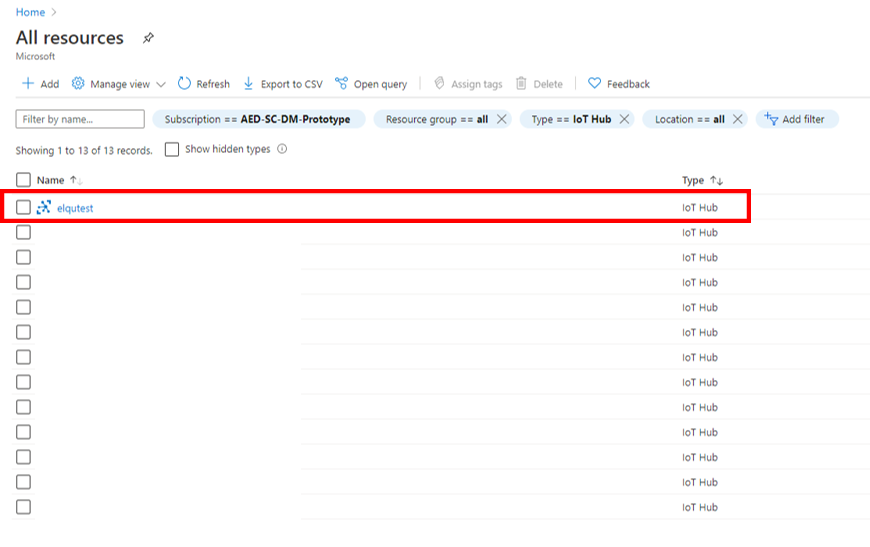 Home >
All resources
Microsoft
Add Manage view Refresh Export to CSV Open query Assign tags Delete Feedback
Filter by name... Subscription == AED-SC-DM-Prototype Resource group == all Type == IoT Hub Location == all Add filter
Showing 1 to 13 of 13 records. Show hidden types
Name ↑↓ Type ↑↓
elqutest IoT Hub
IoT Hub
IoT Hub
IoT Hub
IoT Hub
IoT Hub
IoT Hub
IoT Hub
IoT Hub
IoT Hub
IoT Hub
IoT Hub
IoT Hub